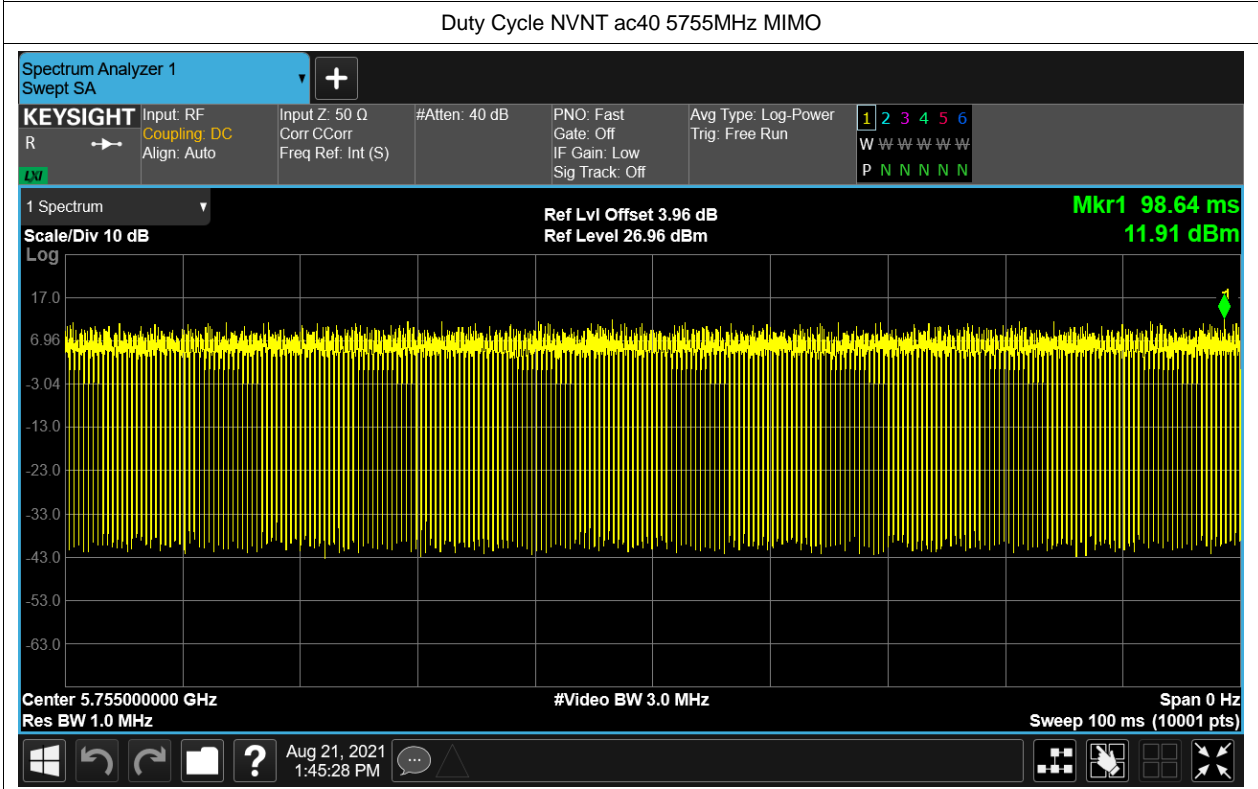 Duty Cycle NVNT ac40 5755MHz MIMO
Spectrum Analyzer 1
Swept SA
KEYSIGHT
R
LXI
Input: RF
Coupling: DC
Align: Auto
Input Z: 50 Ω
Corr CCorr
Freq Ref: Int (S)
#Atten: 40 dB
PNO: Fast
Gate: Off
IF Gain: Low
Sig Track: Off
Avg Type: Log-Power
Trig: Free Run
1 2 3 4 5 6
W W W W W W
P N N N N N
1 Spectrum
Scale/Div 10 dB
Log
Ref Lvl Offset 3.96 dB
Ref Level 26.96 dBm
Mkr1 98.64 ms
11.91 dBm
1
17.0
6.96
-3.04
-13.0
-23.0
-33.0
-43.0
-53.0
-63.0
Center 5.755000000 GHz
Res BW 1.0 MHz
#Video BW 3.0 MHz
Span 0 Hz
Sweep 100 ms (10001 pts)
?
Aug 21, 2021
1:45:28 PM